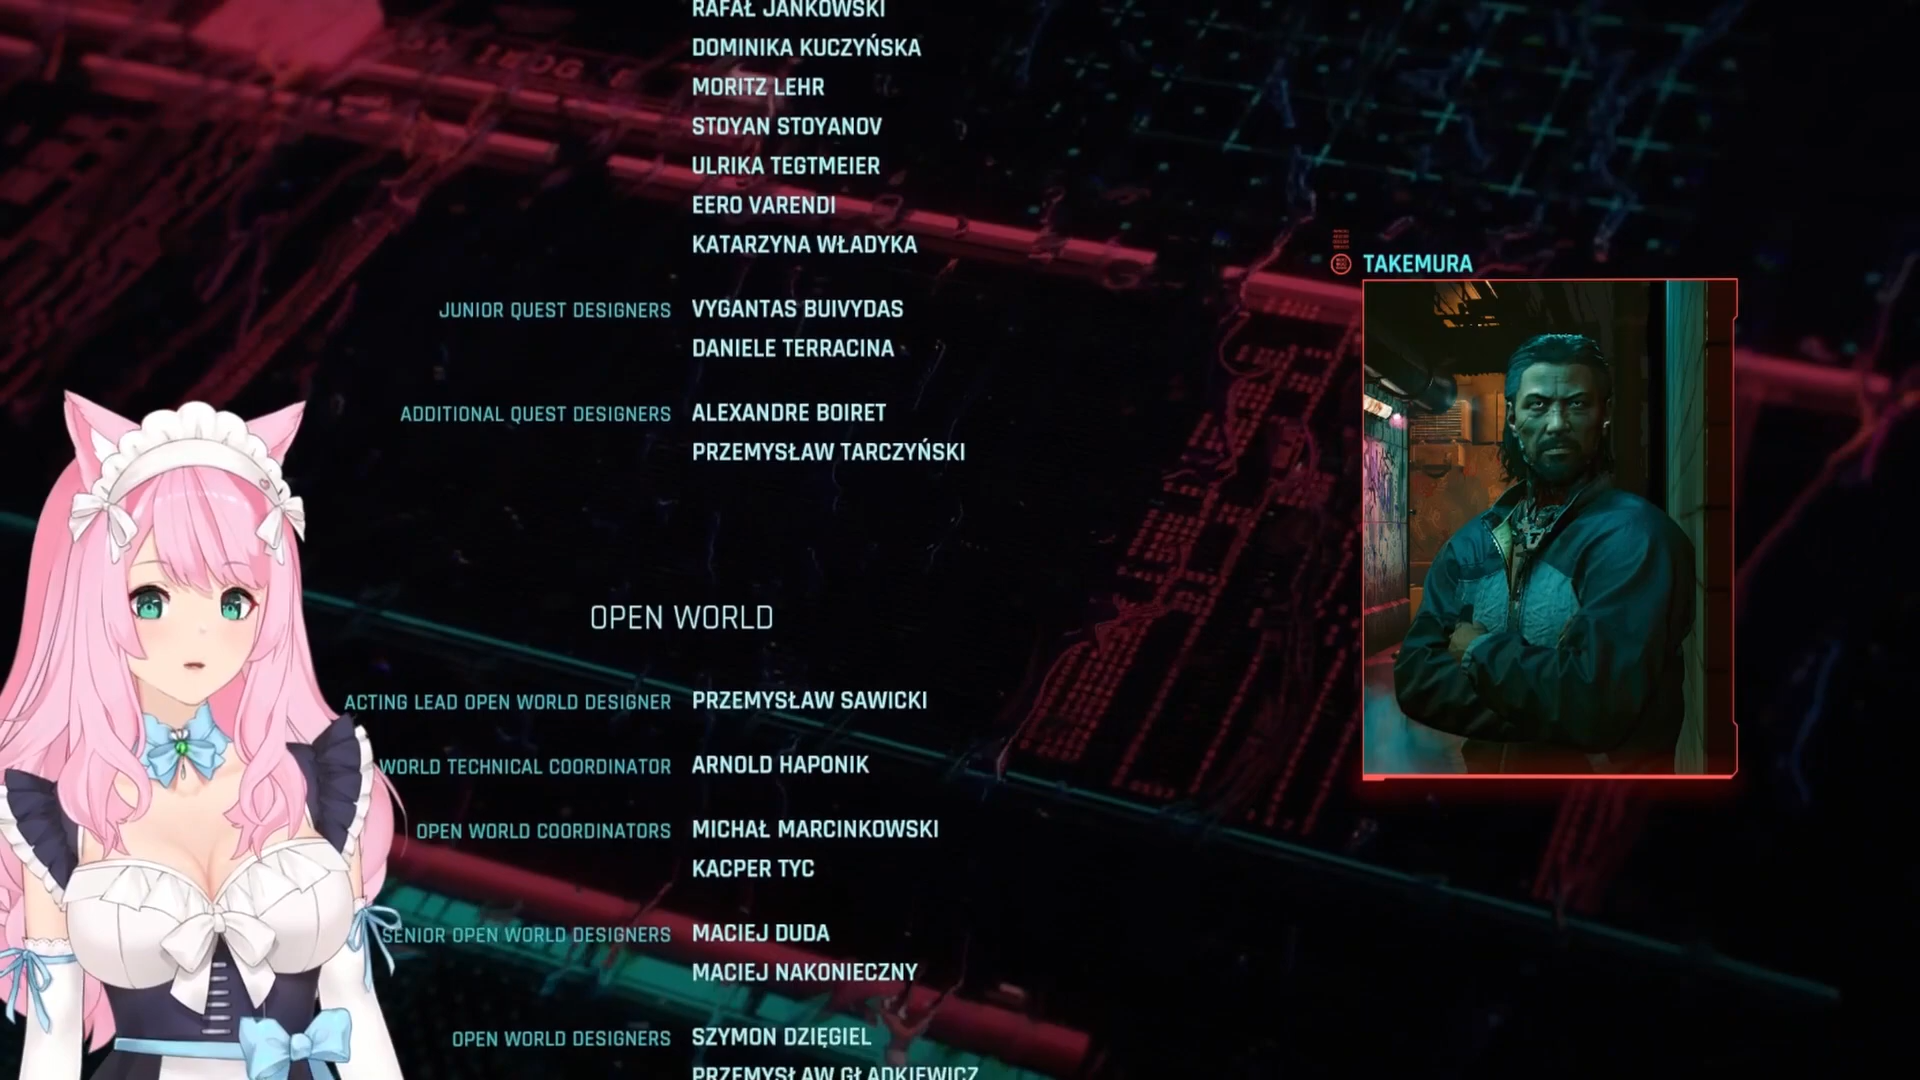 RAFAŁ JANKOWSKI
DOMINIKA KUCZYŃSKA
MORITZ LEHR
STOYAN STOYANOV
ULRIKA TEGTMEIER
EERO VARENDI
KATARZYNA WŁADYKA
JUNIOR QUEST DESIGNERS VYGANTAS BUIVYDAS
DANIELE TERRACINA
ADDITIONAL QUEST DESIGNERS ALEXANDRE BOIRET
PRZEMYSŁAW TARCZYŃSKI
OPEN WORLD
ACTING LEAD OPEN WORLD DESIGNER PRZEMYSŁAW SAWICKI
WORLD TECHNICAL COORDINATOR ARNOLD HAPONIK
OPEN WORLD COORDINATORS MICHAŁ MARCINKOWSKI
KACPER TYC
SENIOR OPEN WORLD DESIGNERS MACIEJ DUDA
MACIEJ NAKONIECZNY
OPEN WORLD DESIGNERS SZYMON DZIĘGIEL
PRZEMYSŁAW GŁADKIEWICZ
TAKEMURA